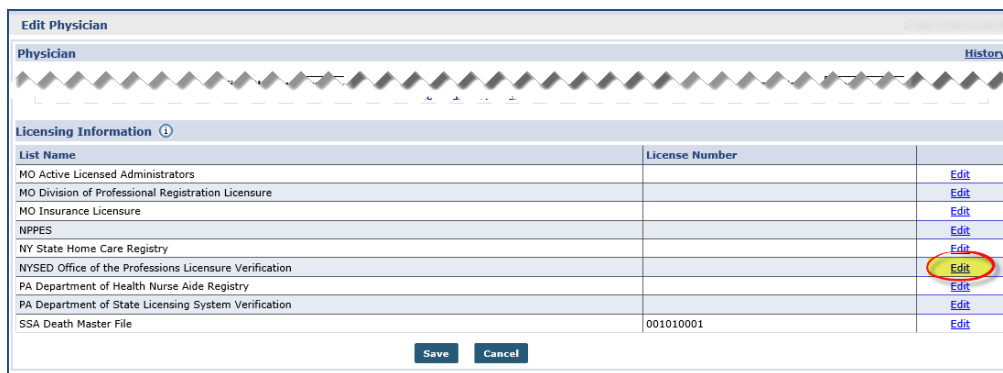 Edit Physician
Physician History
Licensing Information i
List Name License Number
MO Active Licensed Administrators Edit
MO Division of Professional Registration Licensure Edit
MO Insurance Licensure Edit
NPPES Edit
NY State Home Care Registry Edit
NYSED Office of the Professions Licensure Verification Edit
PA Department of Health Nurse Aide Registry Edit
PA Department of State Licensing System Verification Edit
SSA Death Master File 001010001 Edit
Save Cancel